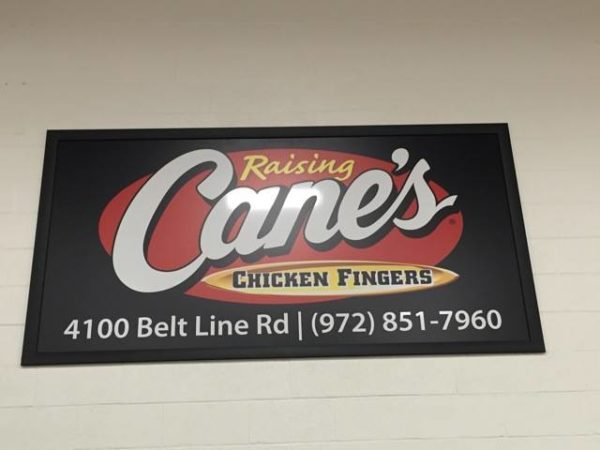 Raising
Cane's
CHICKEN FINGERS
4100 Belt Line Rd | (972) 851-7960